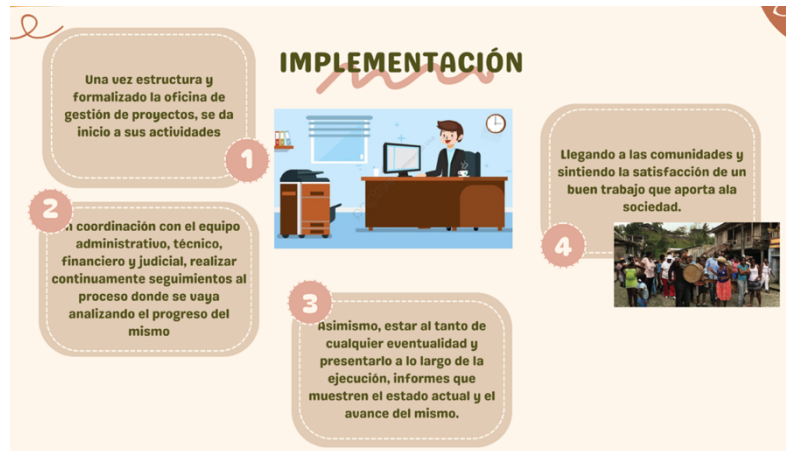 IMPLEMENTACIÓN
Una vez estructura y
formalizado la oficina de
gestión de proyectos, se da
inicio a sus actividades
1
2
n coordinación con el equipo
administrativo, técnico,
financiero y judicial, realizar
continuamente seguimientos al
proceso donde se vaya
analizando el progreso del
mismo
3
Asimismo, estar al tanto de
cualquier eventualidad y
presentarlo a lo largo de la
ejecución, informes que
muestren el estado actual y el
avance del mismo.
Llegando a las comunidades y
sintiendo la satisfacción de un
buen trabajo que aporta ala
sociedad.
4